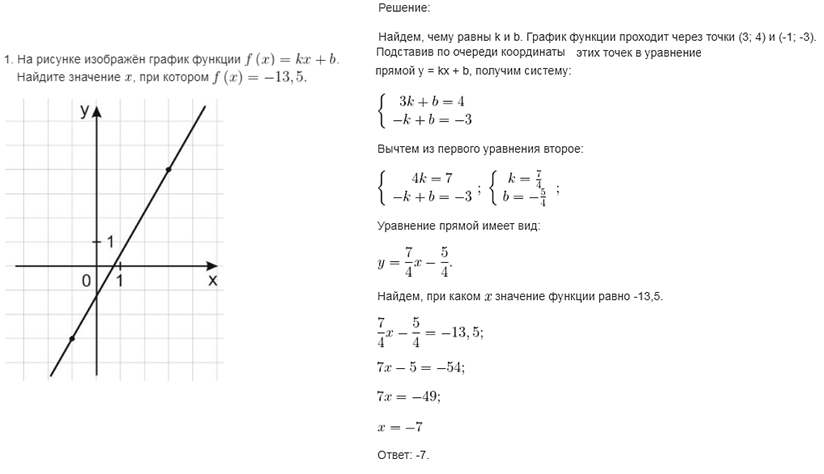 1. На рисунке изображён график функции f (x) = kx + b.
Найдите значение x, при котором f (x) = −13, 5.
y
1
0
1
x
Решение:
Найдем, чему равны k и b. График функции проходит через точки (3; 4) и (-1; -3).
Подставив по очереди координаты этих точек в уравнение
прямой y = kx + b, получим систему:
{ 3k + b = 4
−k + b = −3
Вычтем из первого уравнения второе:
{ 4k = 7 −k + b = −3 ; { k = 7/4 b = −5/4 ;
Уравнение прямой имеет вид:
y = 7/4 x − 5/4.
Найдем, при каком x значение функции равно -13,5.
7/4 x − 5/4 = −13, 5;
7x − 5 = −54;
7x = −49;
x = −7
Ответ: -7.